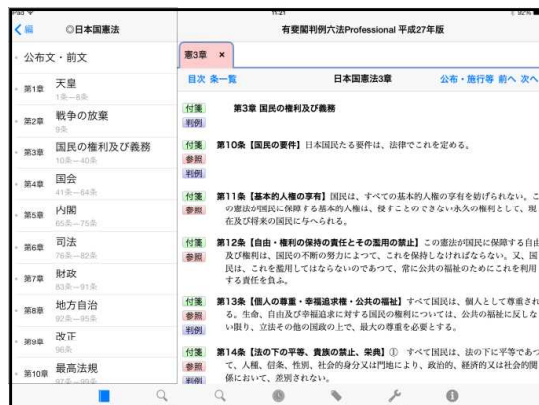 iPad
11:21
92%
編
◎日本国憲法
有斐閣判例六法Professional 平成27年版
公布文・前文
第1章 天皇
1条―8条
第2章 戦争の放棄
9条
第3章 国民の権利及び義務
10条―40条
第4章 国会
41条―64条
第5章 内閣
65条―75条
第6章 司法
76条―82条
第7章 財政
83条―91条
第8章 地方自治
92条―95条
第9章 改正
96条
第10章 最高法規
97条―99条
憲3章 ×
目次 条一覧 日本国憲法3章 公布・施行等 前へ 次へ
付箋 第3章 国民の権利及び義務
判例
付箋 第10条【国民の要件】日本国民たる要件は、法律でこれを定める。
参照
判例
付箋 第11条【基本的人権の享有】国民は、すべての基本的人権の享有を妨げられない。こ
参照 の憲法が国民に保障する基本的人権は、侵すことのできない永久の権利として、現
在及び将来の国民に与へられる。
付箋 第12条【自由・権利の保持の責任とその濫用の禁止】この憲法が国民に保障する自由
参照 及び権利は、国民の不断の努力によつて、これを保持しなければならない。又、国
民は、これを濫用してはならないのであつて、常に公共の福祉のためにこれを利用
する責任を負ふ。
付箋 第13条【個人の尊重・幸福追求権・公共の福祉】すべて国民は、個人として尊重され
参照 る。生命、自由及び幸福追求に対する国民の権利については、公共の福祉に反しな
判例 い限り、立法その他の国政の上で、最大の尊重を必要とする。
付箋 第14条【法の下の平等、貴族の禁止、栄典】① すべて国民は、法の下に平等であつ
参照 て、人種、信条、性別、社会的身分又は門地により、政治的、経済的又は社会的関
判例 係において、差別されない。